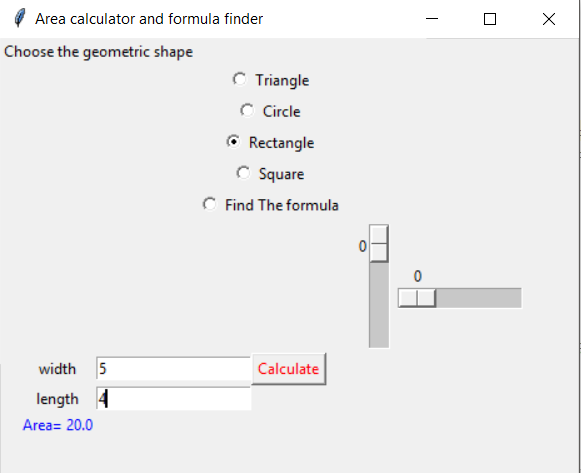 Area calculator and formula finder
Choose the geometric shape
Triangle
Circle
Rectangle
Square
Find The formula
0
0
width 5 Calculate
length 4
Area= 20.0